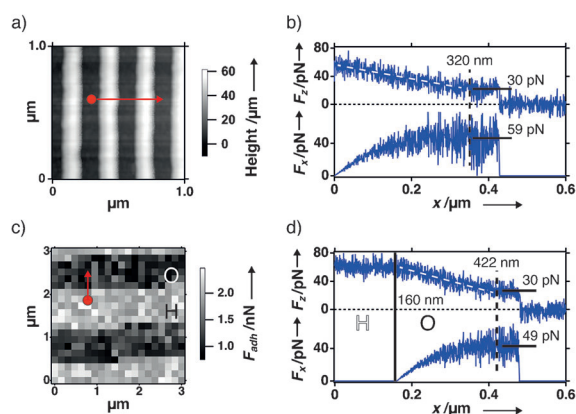 a)
1.0
µm
0
0
µm
1.0
60
40
20
0
Height /µm
b)
80
40
0
40
0
Fx/pN
Fz/pN
320 nm
30 pN
59 pN
0.0
0.2
0.4
0.6
x /µm
c)
3
2
1
0
µm
0
1
2
3
µm
O
H
2.0
1.5
1.0
Fadh /nN
d)
80
40
0
40
0
Fx/pN
Fz/pN
422 nm
160 nm
30 pN
49 pN
H
O
0.0
0.2
0.4
0.6
x /µm